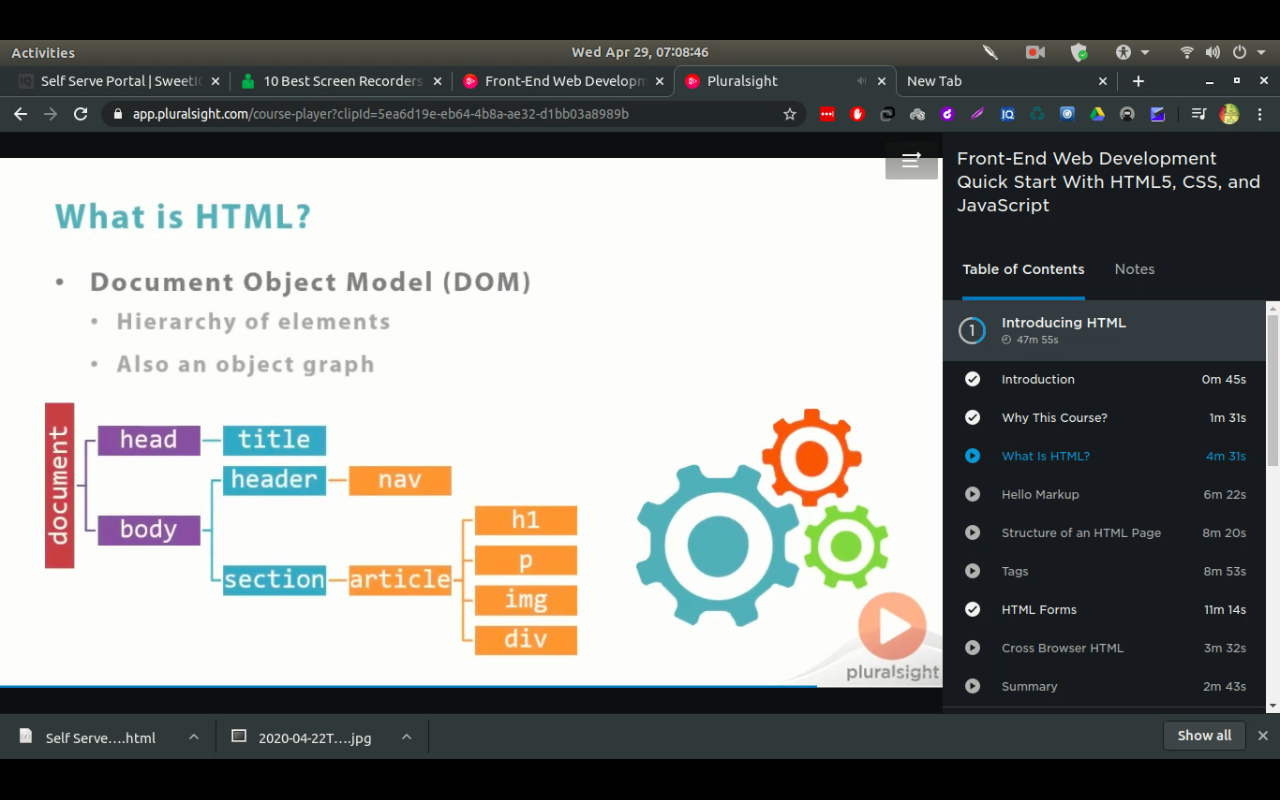 Activities
Wed Apr 29, 07:08:46
Self Serve Portal | SweetIQ
10 Best Screen Recorders
Front-End Web Developm
Pluralsight
New Tab
app.pluralsight.com/course-player?clipId=5ea6d19e-eb64-4b8a-ae32-d1bb03a8989b
IQ
What is HTML?
• Document Object Model (DOM)
• Hierarchy of elements
• Also an object graph
document
head
title
header
nav
body
h1
p
section
article
img
div
pluralsight
Front-End Web Development
Quick Start With HTML5, CSS, and
JavaScript
Table of Contents
Notes
1
Introducing HTML
47m 55s
Introduction 0m 45s
Why This Course? 1m 31s
What Is HTML? 4m 31s
Hello Markup 6m 22s
Structure of an HTML Page 8m 20s
Tags 8m 53s
HTML Forms 11m 14s
Cross Browser HTML 3m 32s
Summary 2m 43s
Self Serve....html
2020-04-22T....jpg
Show all